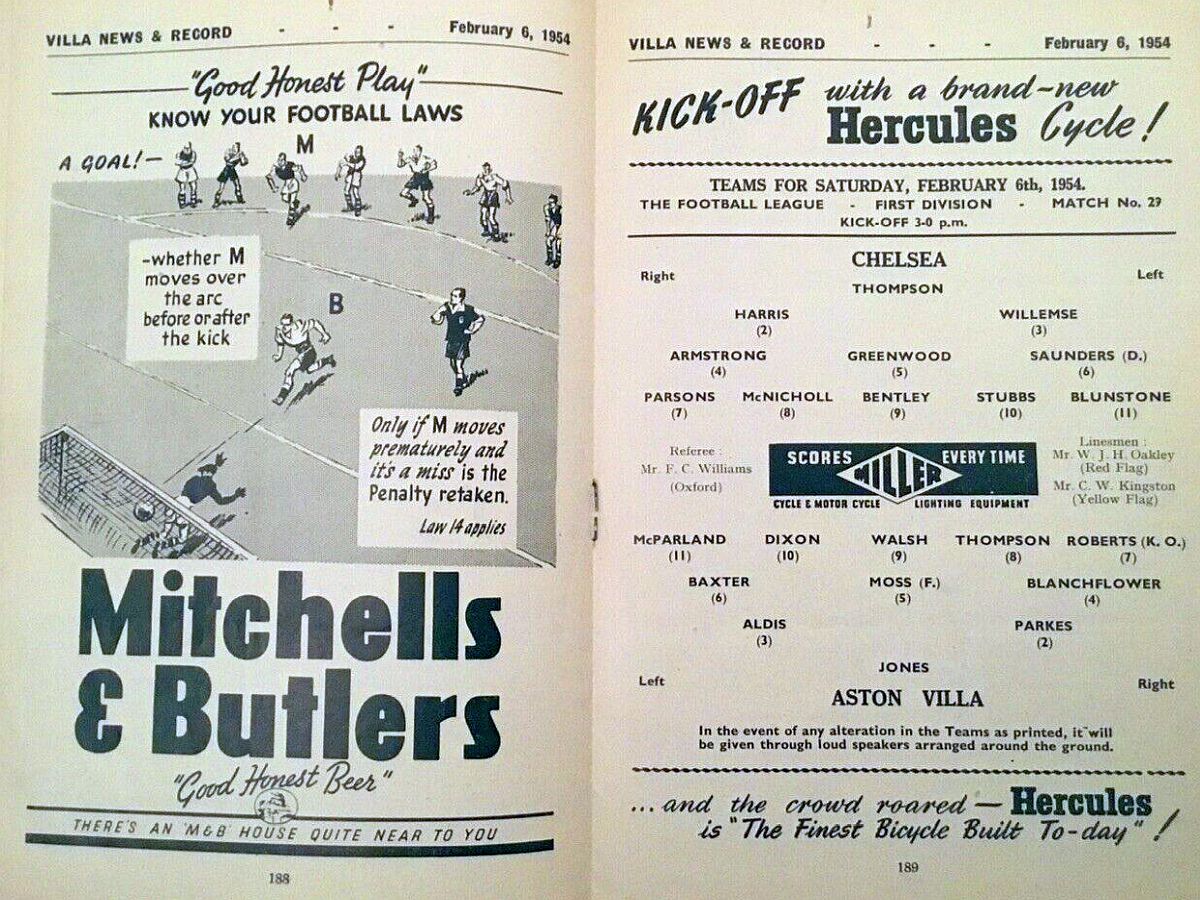 VILLA NEWS & RECORD - - - February 6, 1954
"Good Honest Play"
KNOW YOUR FOOTBALL LAWS
M
A GOAL!—
-whether M
moves over
the arc
before or after
the kick
B
Only if M moves
prematurely and
it's a miss is the
Penalty retaken.
Law 14 applies
Mitchells
& Butlers
"Good Honest Beer"
THERE'S AN 'M&B' HOUSE QUITE NEAR TO YOU
188
VILLA NEWS & RECORD - - - February 6, 1954
KICK-OFF with a brand-new
Hercules Cycle!
TEAMS FOR SATURDAY, FEBRUARY 6th, 1954.
THE FOOTBALL LEAGUE - FIRST DIVISION - MATCH No. 29
KICK-OFF 3-0 p.m.
CHELSEA
Right Left
THOMPSON
HARRIS WILLEMSE
(2) (3)
ARMSTRONG GREENWOOD SAUNDERS (D.)
(4) (5) (6)
PARSONS McNICHOLL BENTLEY STUBBS BLUNSTONE
(7) (8) (9) (10) (11)
Referee :
Mr. F. C. Williams
(Oxford)
SCORES MILLER EVERY TIME
CYCLE & MOTOR CYCLE LIGHTING EQUIPMENT
Linesmen :
Mr. W. J. H. Oakley
(Red Flag)
Mr. C. W. Kingston
(Yellow Flag)
McPARLAND DIXON WALSH THOMPSON ROBERTS (K. O.)
(11) (10) (9) (8) (7)
BAXTER MOSS (F.) BLANCHFLOWER
(6) (5) (4)
ALDIS PARKES
(3) (2)
JONES
Left Right
ASTON VILLA
In the event of any alteration in the Teams as printed, it will
be given through loud speakers arranged around the ground.
...and the crowd roared — Hercules
is "The Finest Bicycle Built To-day" !
189